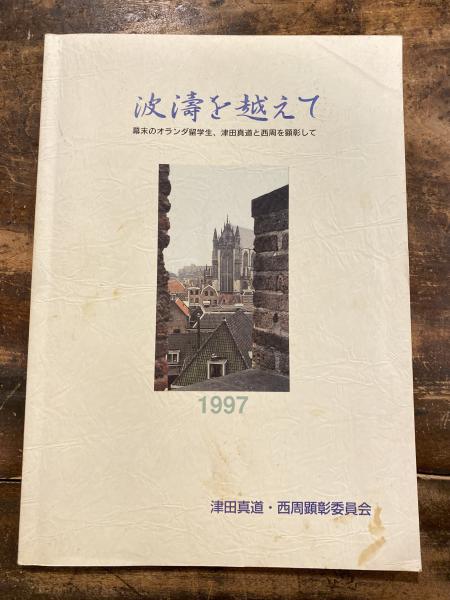 波濤を越えて
幕末のオランダ留学生、津田真道と西周を顕彰して
1997
津田真道・西周顕彰委員会